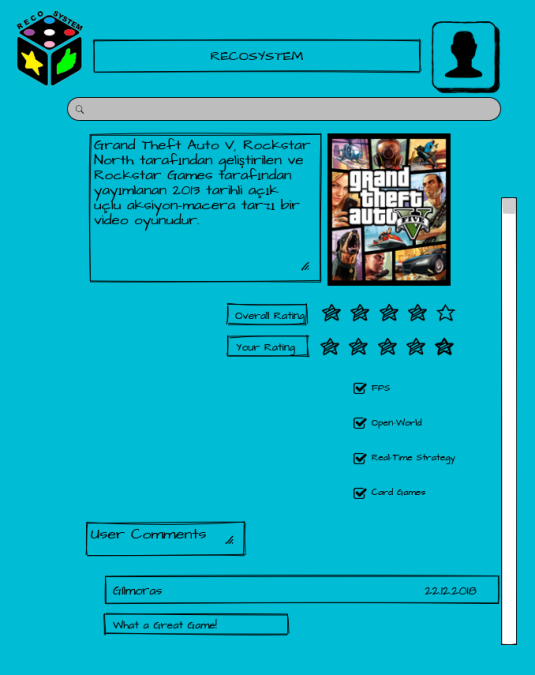 RECO SYSTEM
RECOSYSTEM
Grand Theft Auto V, Rockstar
North tarafından geliştirilen ve
Rockstar Games tarafından
yayımlanan 2013 tarihli açık
uçlu aksiyon-macera tarzı bir
video oyunudur.
grand
theft
auto V
FIVE
Overall Rating
Your Rating
FPS
Open-World
Real-Time Strategy
Card Games
User Comments
Gilmoras 22.12.2018
What a Great Game!